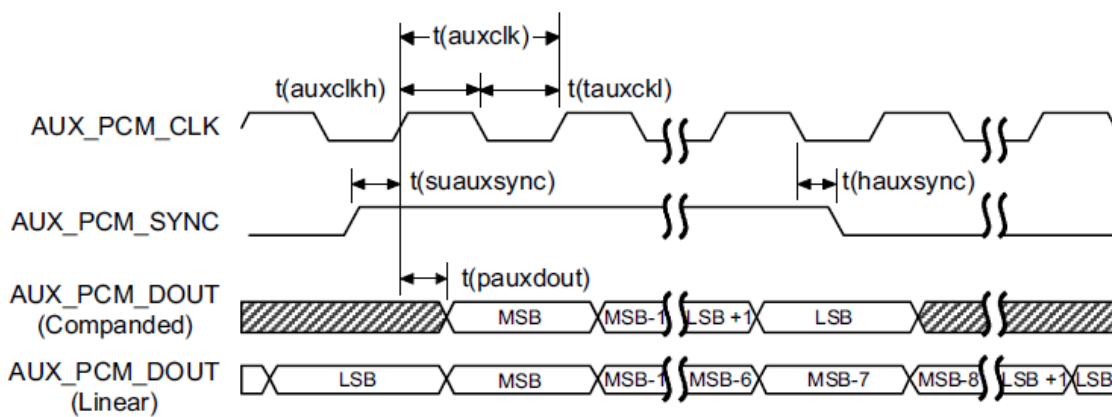 t(auxclk)
t(auxclkh) t(tauxckl)
AUX_PCM_CLK
t(suauxsync) t(hauxsync)
AUX_PCM_SYNC
t(pauxdout)
AUX_PCM_DOUT
(Companded)
MSB MSB-1 LSB +1 LSB
AUX_PCM_DOUT
(Linear)
LSB MSB MSB-1 MSB-6 MSB-7 MSB-8 LSB +1 LSB